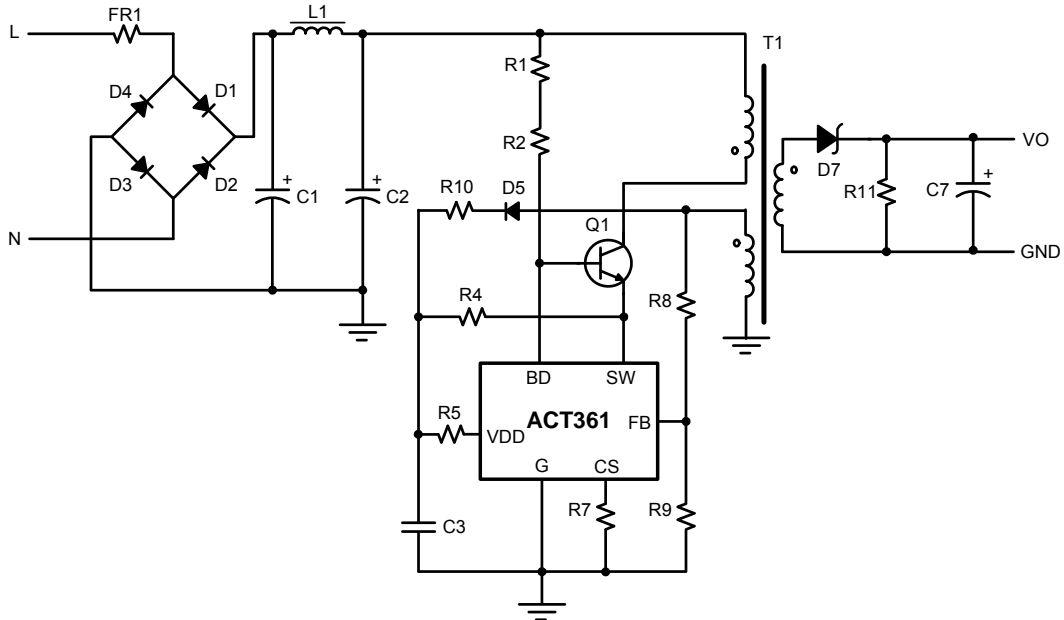 L1
FR1
L
T1
R1
D4
D1
VO
R2
D7
D3
D2
C1
C2
R10
D5
R11
C7
+
+
+
Q1
N
GND
R4
R8
BD
SW
R5
ACT361
FB
VDD
G
CS
R7
R9
C3